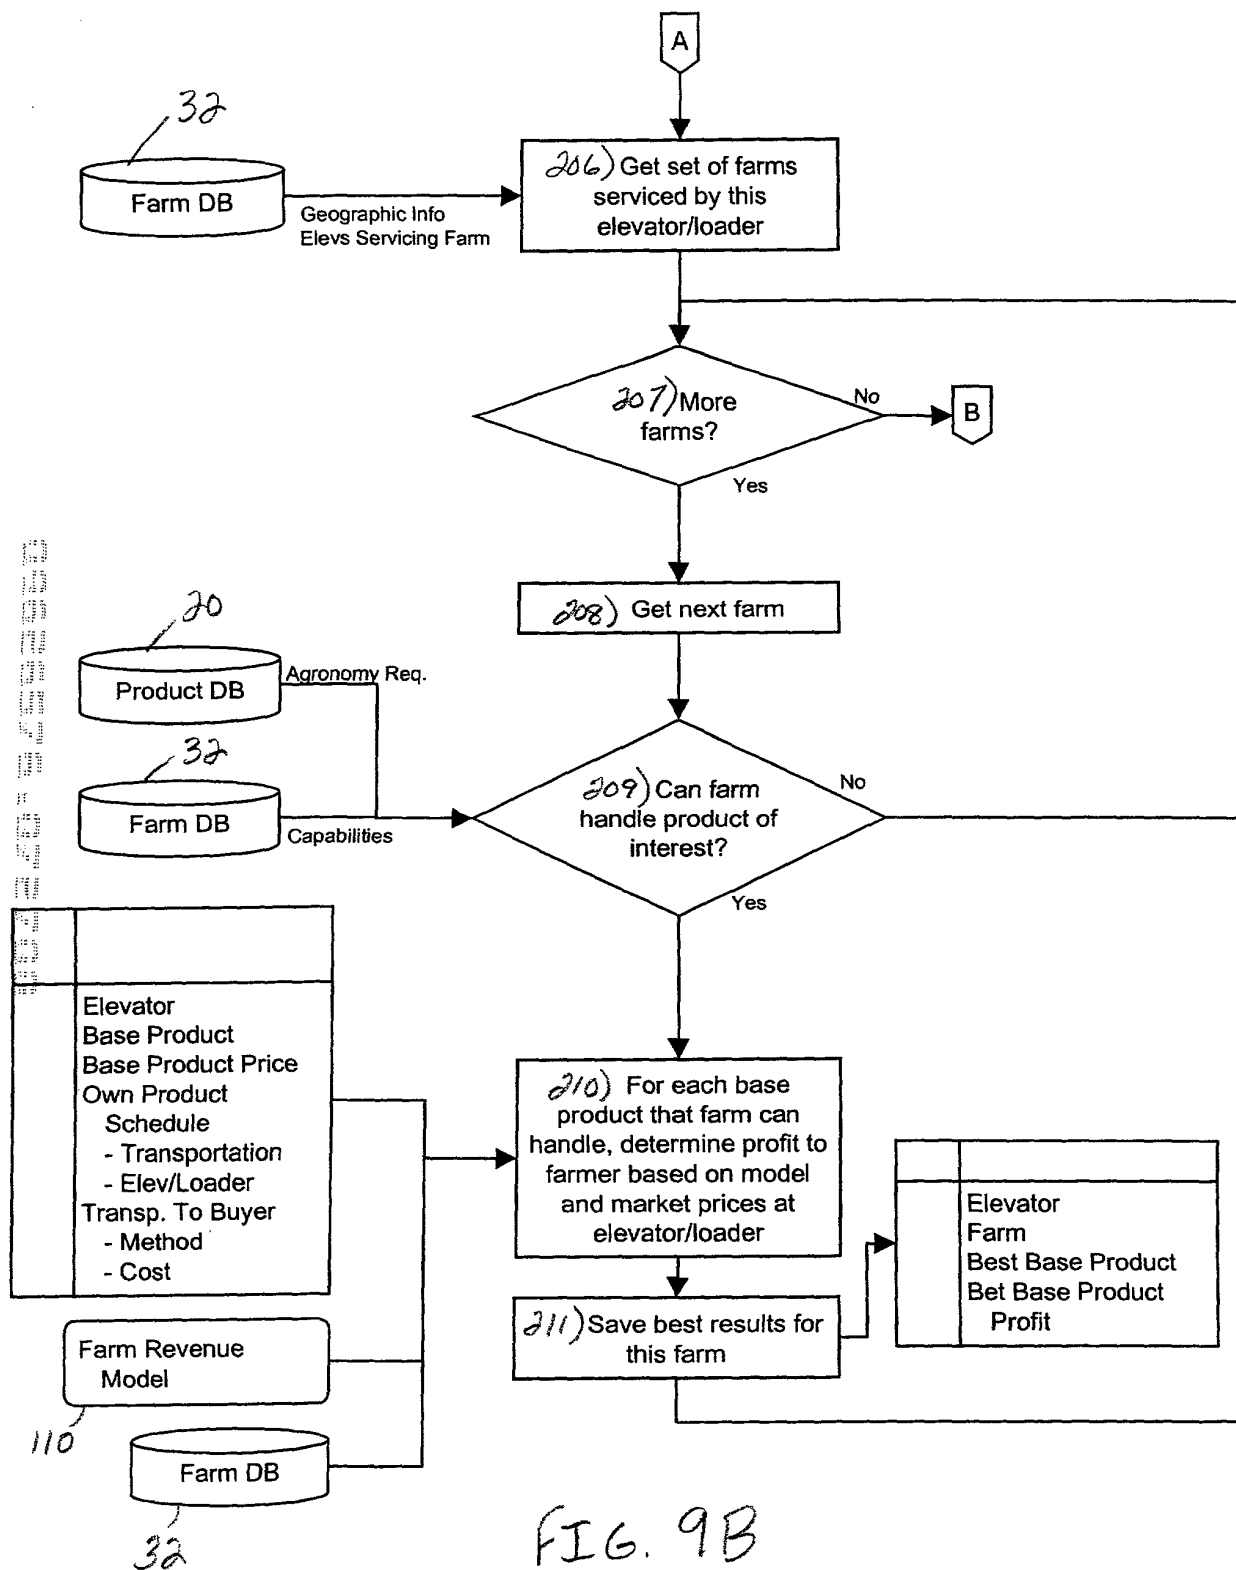 A
32
Farm DB
Geographic Info
Elevs Servicing Farm
206) Get set of farms
serviced by this
elevator/loader
207) More
farms?
No
B
Yes
208) Get next farm
20
Product DB
Agronomy Req.
32
Farm DB
Capabilities
209) Can farm
handle product of
interest?
No
Yes
Elevator
Base Product
Base Product Price
Own Product
Schedule
- Transportation
- Elev/Loader
Transp. To Buyer
- Method
- Cost
210) For each base
product that farm can
handle, determine profit to
farmer based on model
and market prices at
elevator/loader
Elevator
Farm
Best Base Product
Bet Base Product
Profit
211) Save best results for
this farm
Farm Revenue
Model
110
Farm DB
32
FIG. 9B